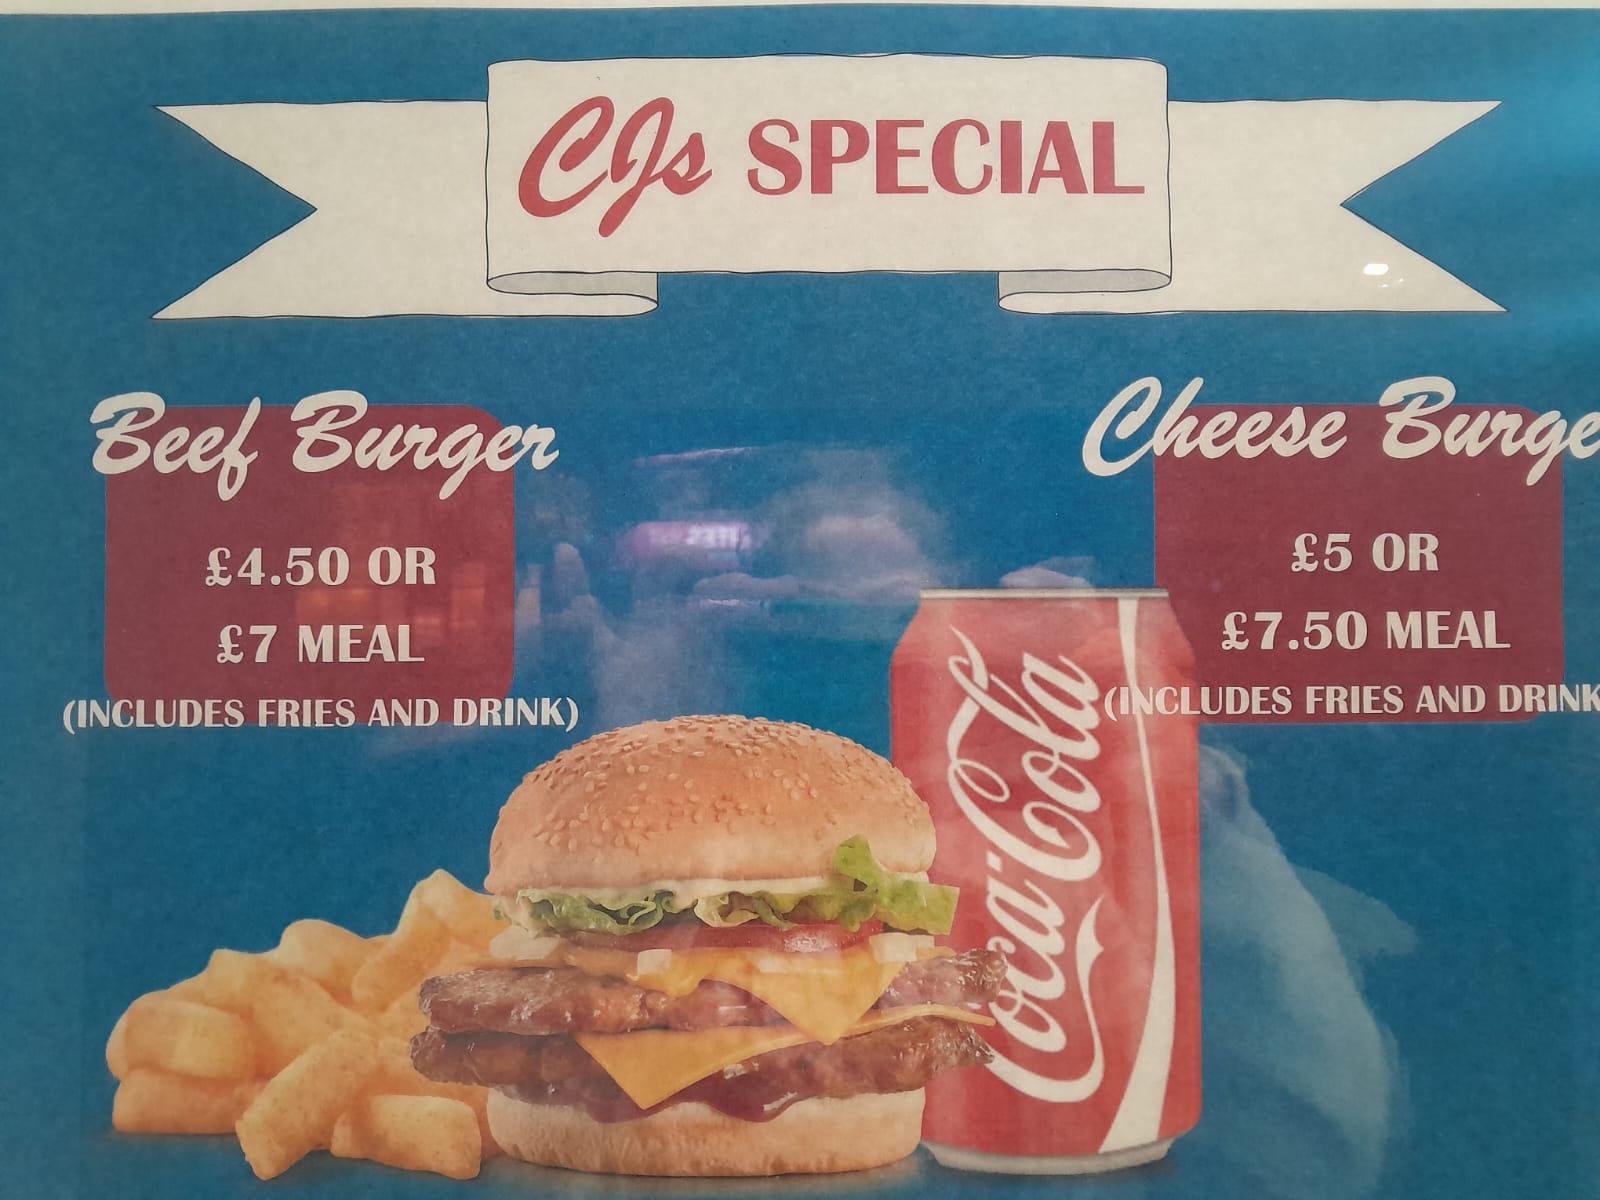 CJs SPECIAL
Beef Burger
£4.50 OR
£7 MEAL
(INCLUDES FRIES AND DRINK)
Cheese Burge
£5 OR
£7.50 MEAL
(INCLUDES FRIES AND DRINK
Coca-Cola